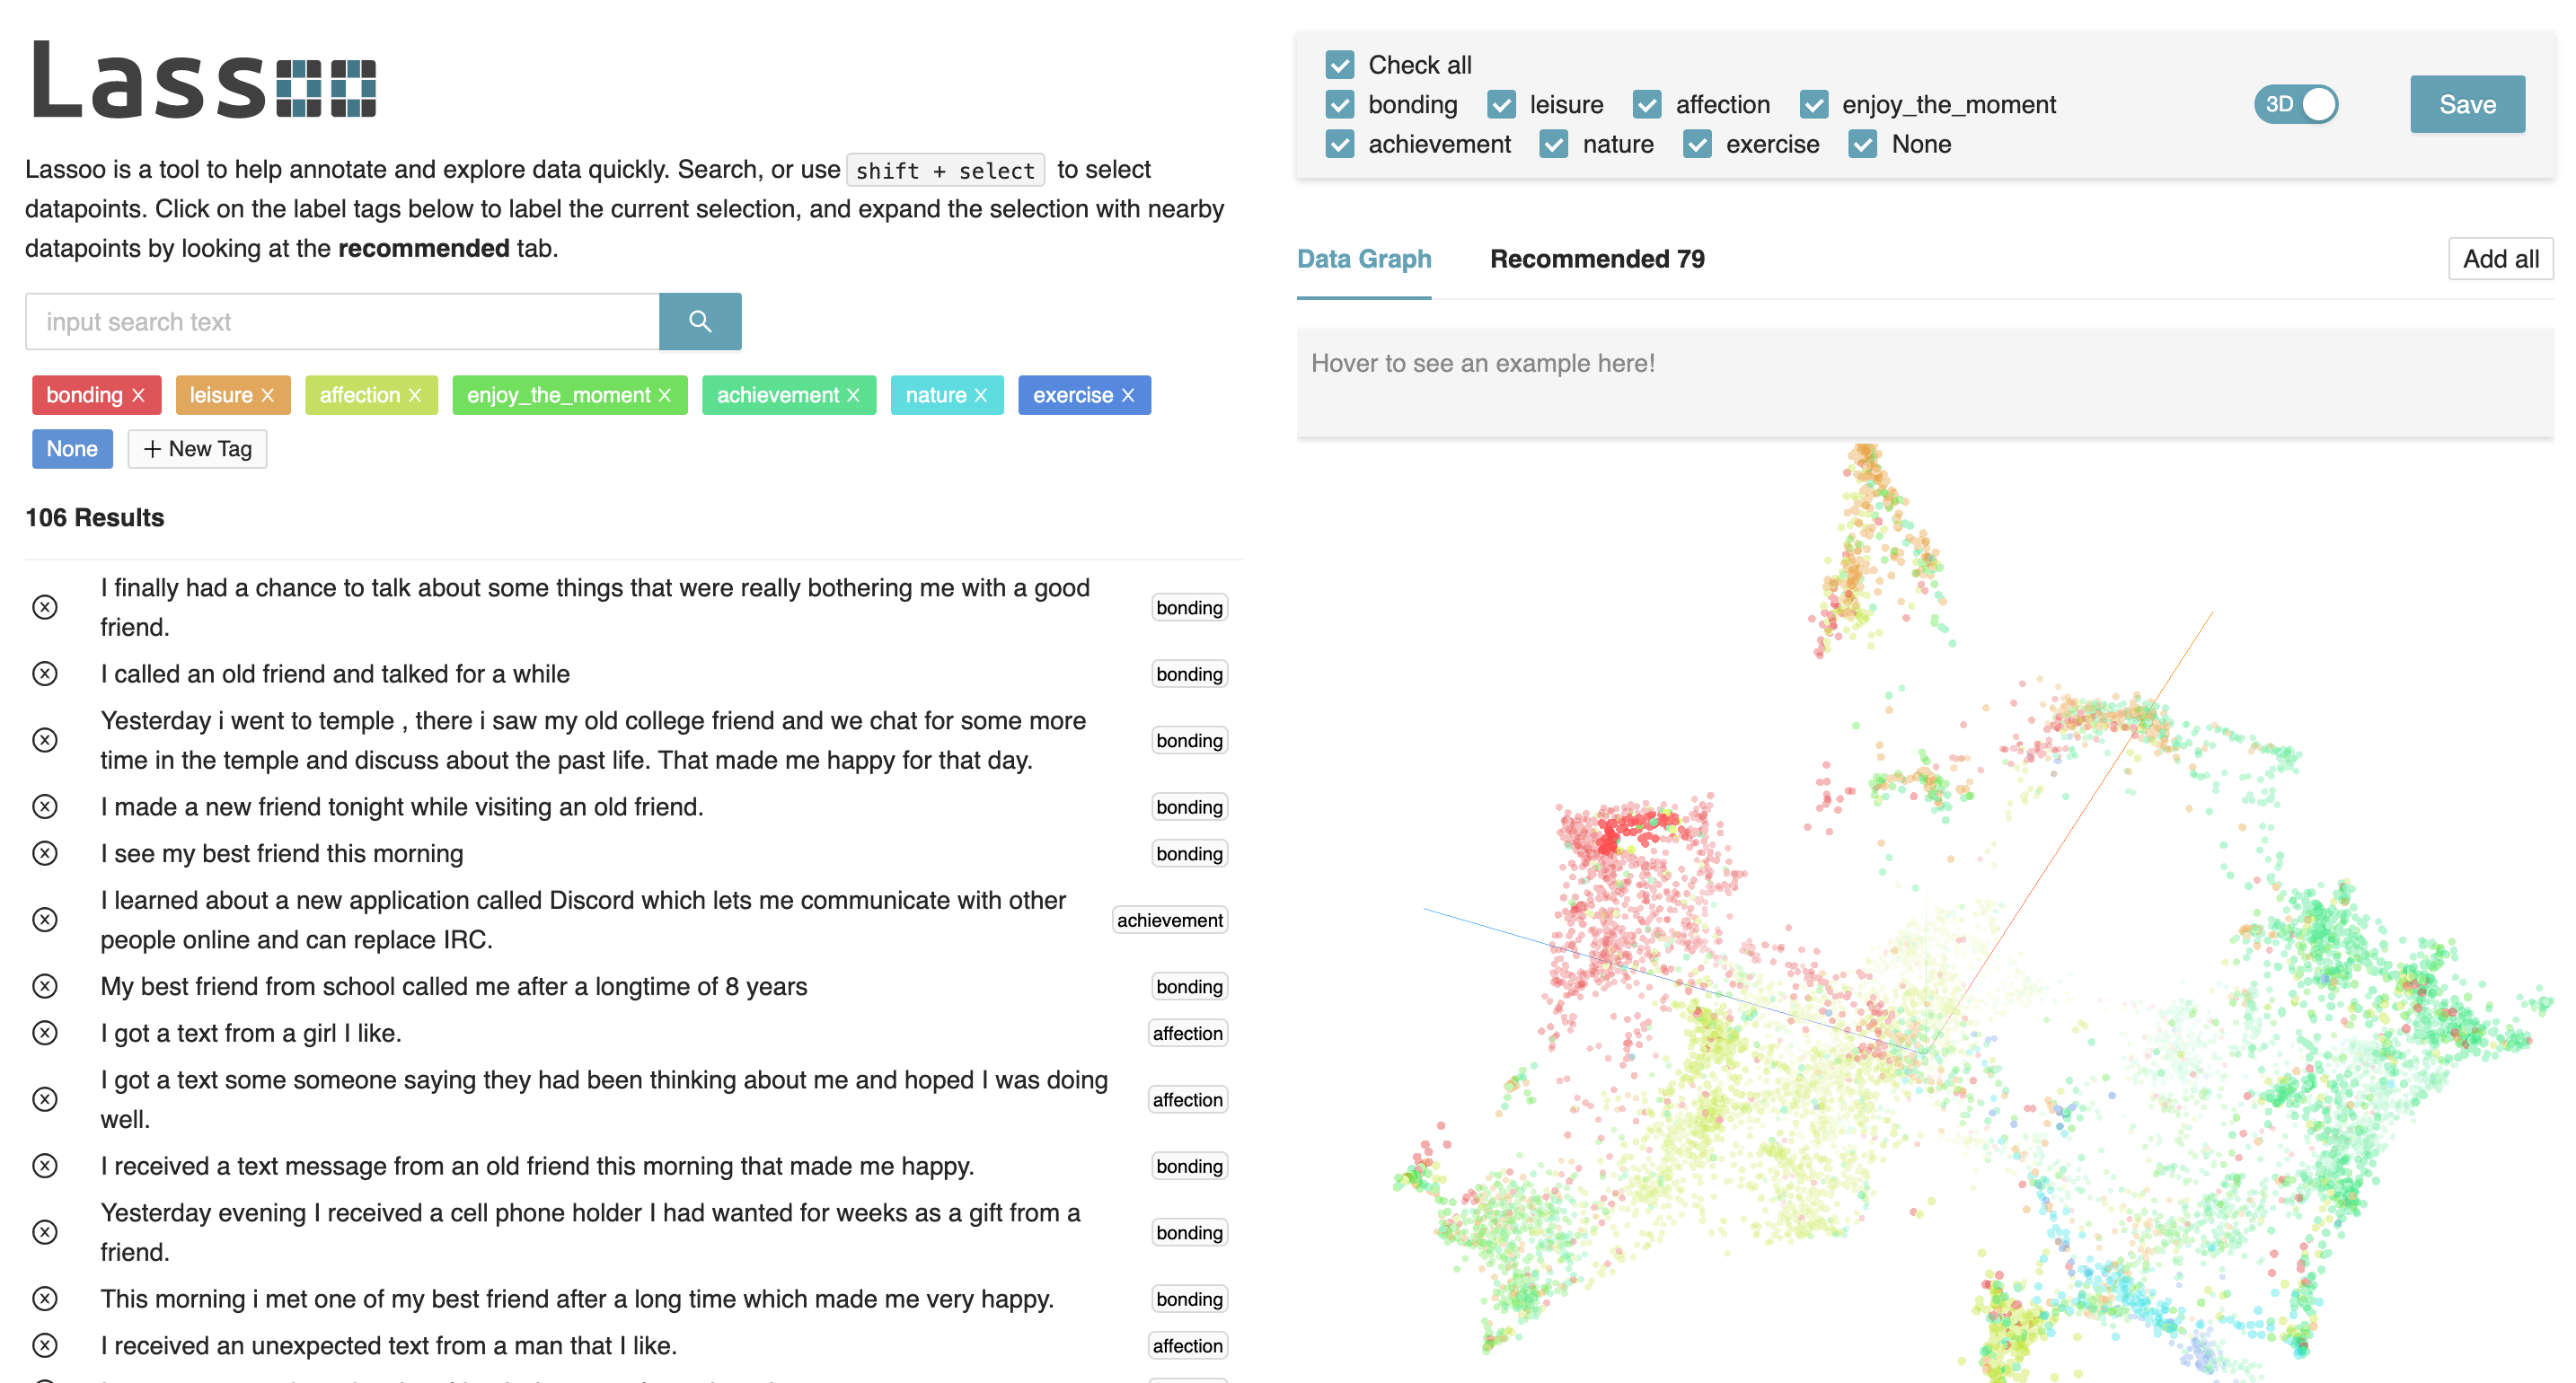 Lassoo
Lassoo is a tool to help annotate and explore data quickly. Search, or use shift + select to select
datapoints. Click on the label tags below to label the current selection, and expand the selection with nearby
datapoints by looking at the recommended tab.
input search text
bonding X leisure X affection X enjoy_the_moment X achievement X nature X exercise X
None + New Tag
106 Results
I finally had a chance to talk about some things that were really bothering me with a good
friend.
bonding
I called an old friend and talked for a while
bonding
Yesterday i went to temple , there i saw my old college friend and we chat for some more
time in the temple and discuss about the past life. That made me happy for that day.
bonding
I made a new friend tonight while visiting an old friend.
bonding
I see my best friend this morning
bonding
I learned about a new application called Discord which lets me communicate with other
people online and can replace IRC.
achievement
My best friend from school called me after a longtime of 8 years
bonding
I got a text from a girl I like.
affection
I got a text some someone saying they had been thinking about me and hoped I was doing
well.
affection
I received a text message from an old friend this morning that made me happy.
bonding
Yesterday evening I received a cell phone holder I had wanted for weeks as a gift from a
friend.
bonding
This morning i met one of my best friend after a long time which made me very happy.
bonding
I received an unexpected text from a man that I like.
affection
Check all
bonding leisure affection enjoy_the_moment
achievement nature exercise None
3D
Save
Data Graph Recommended 79
Add all
Hover to see an example here!